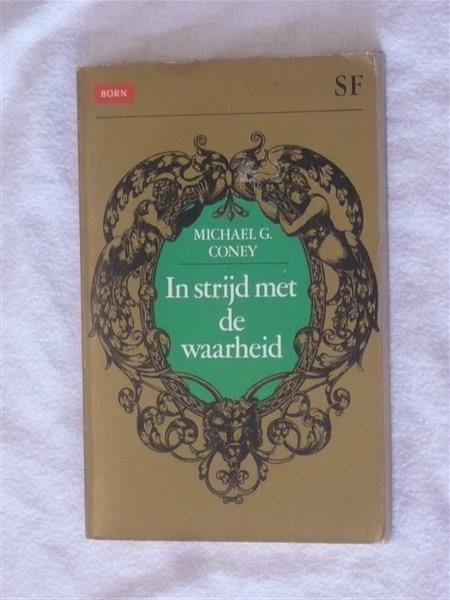 BORN
SF
MICHAEL G.
CONEY
In strijd met
de
waarheid